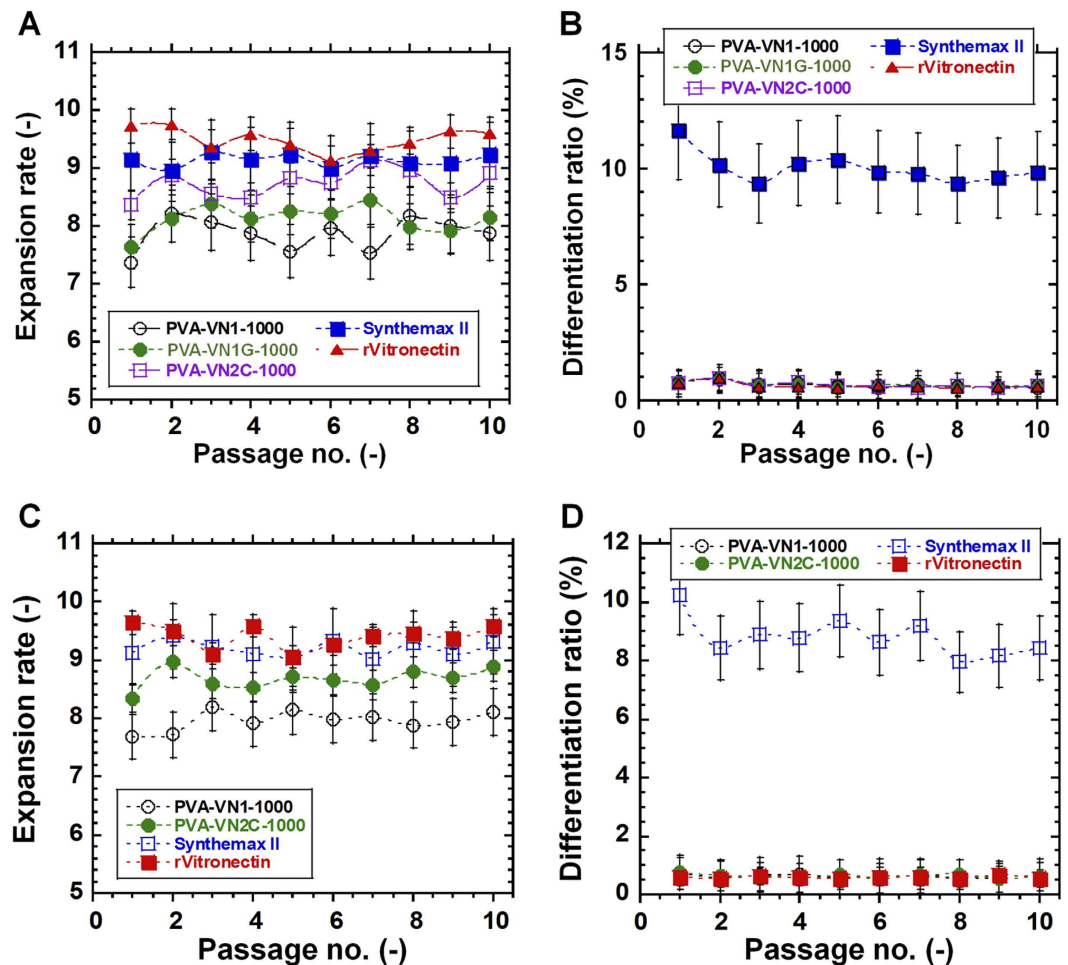 A
Expansion rate (-)
11
10
9
8
7
6
5
PVA-VN1-1000
PVA-VN1G-1000
PVA-VN2C-1000
Synthemax II
rVitronectin
0 2 4 6 8 10
Passage no. (-)
B
Differentiation ratio (%)
15
10
5
0
PVA-VN1-1000
PVA-VN1G-1000
PVA-VN2C-1000
Synthemax II
rVitronectin
0 2 4 6 8 10
Passage no. (-)
C
Expansion rate (-)
11
10
9
8
7
6
5
PVA-VN1-1000
PVA-VN2C-1000
Synthemax II
rVitronectin
0 2 4 6 8 10
Passage no. (-)
D
Differentiation ratio (%)
12
10
8
6
4
2
0
PVA-VN1-1000
PVA-VN2C-1000
Synthemax II
rVitronectin
0 2 4 6 8 10
Passage no. (-)